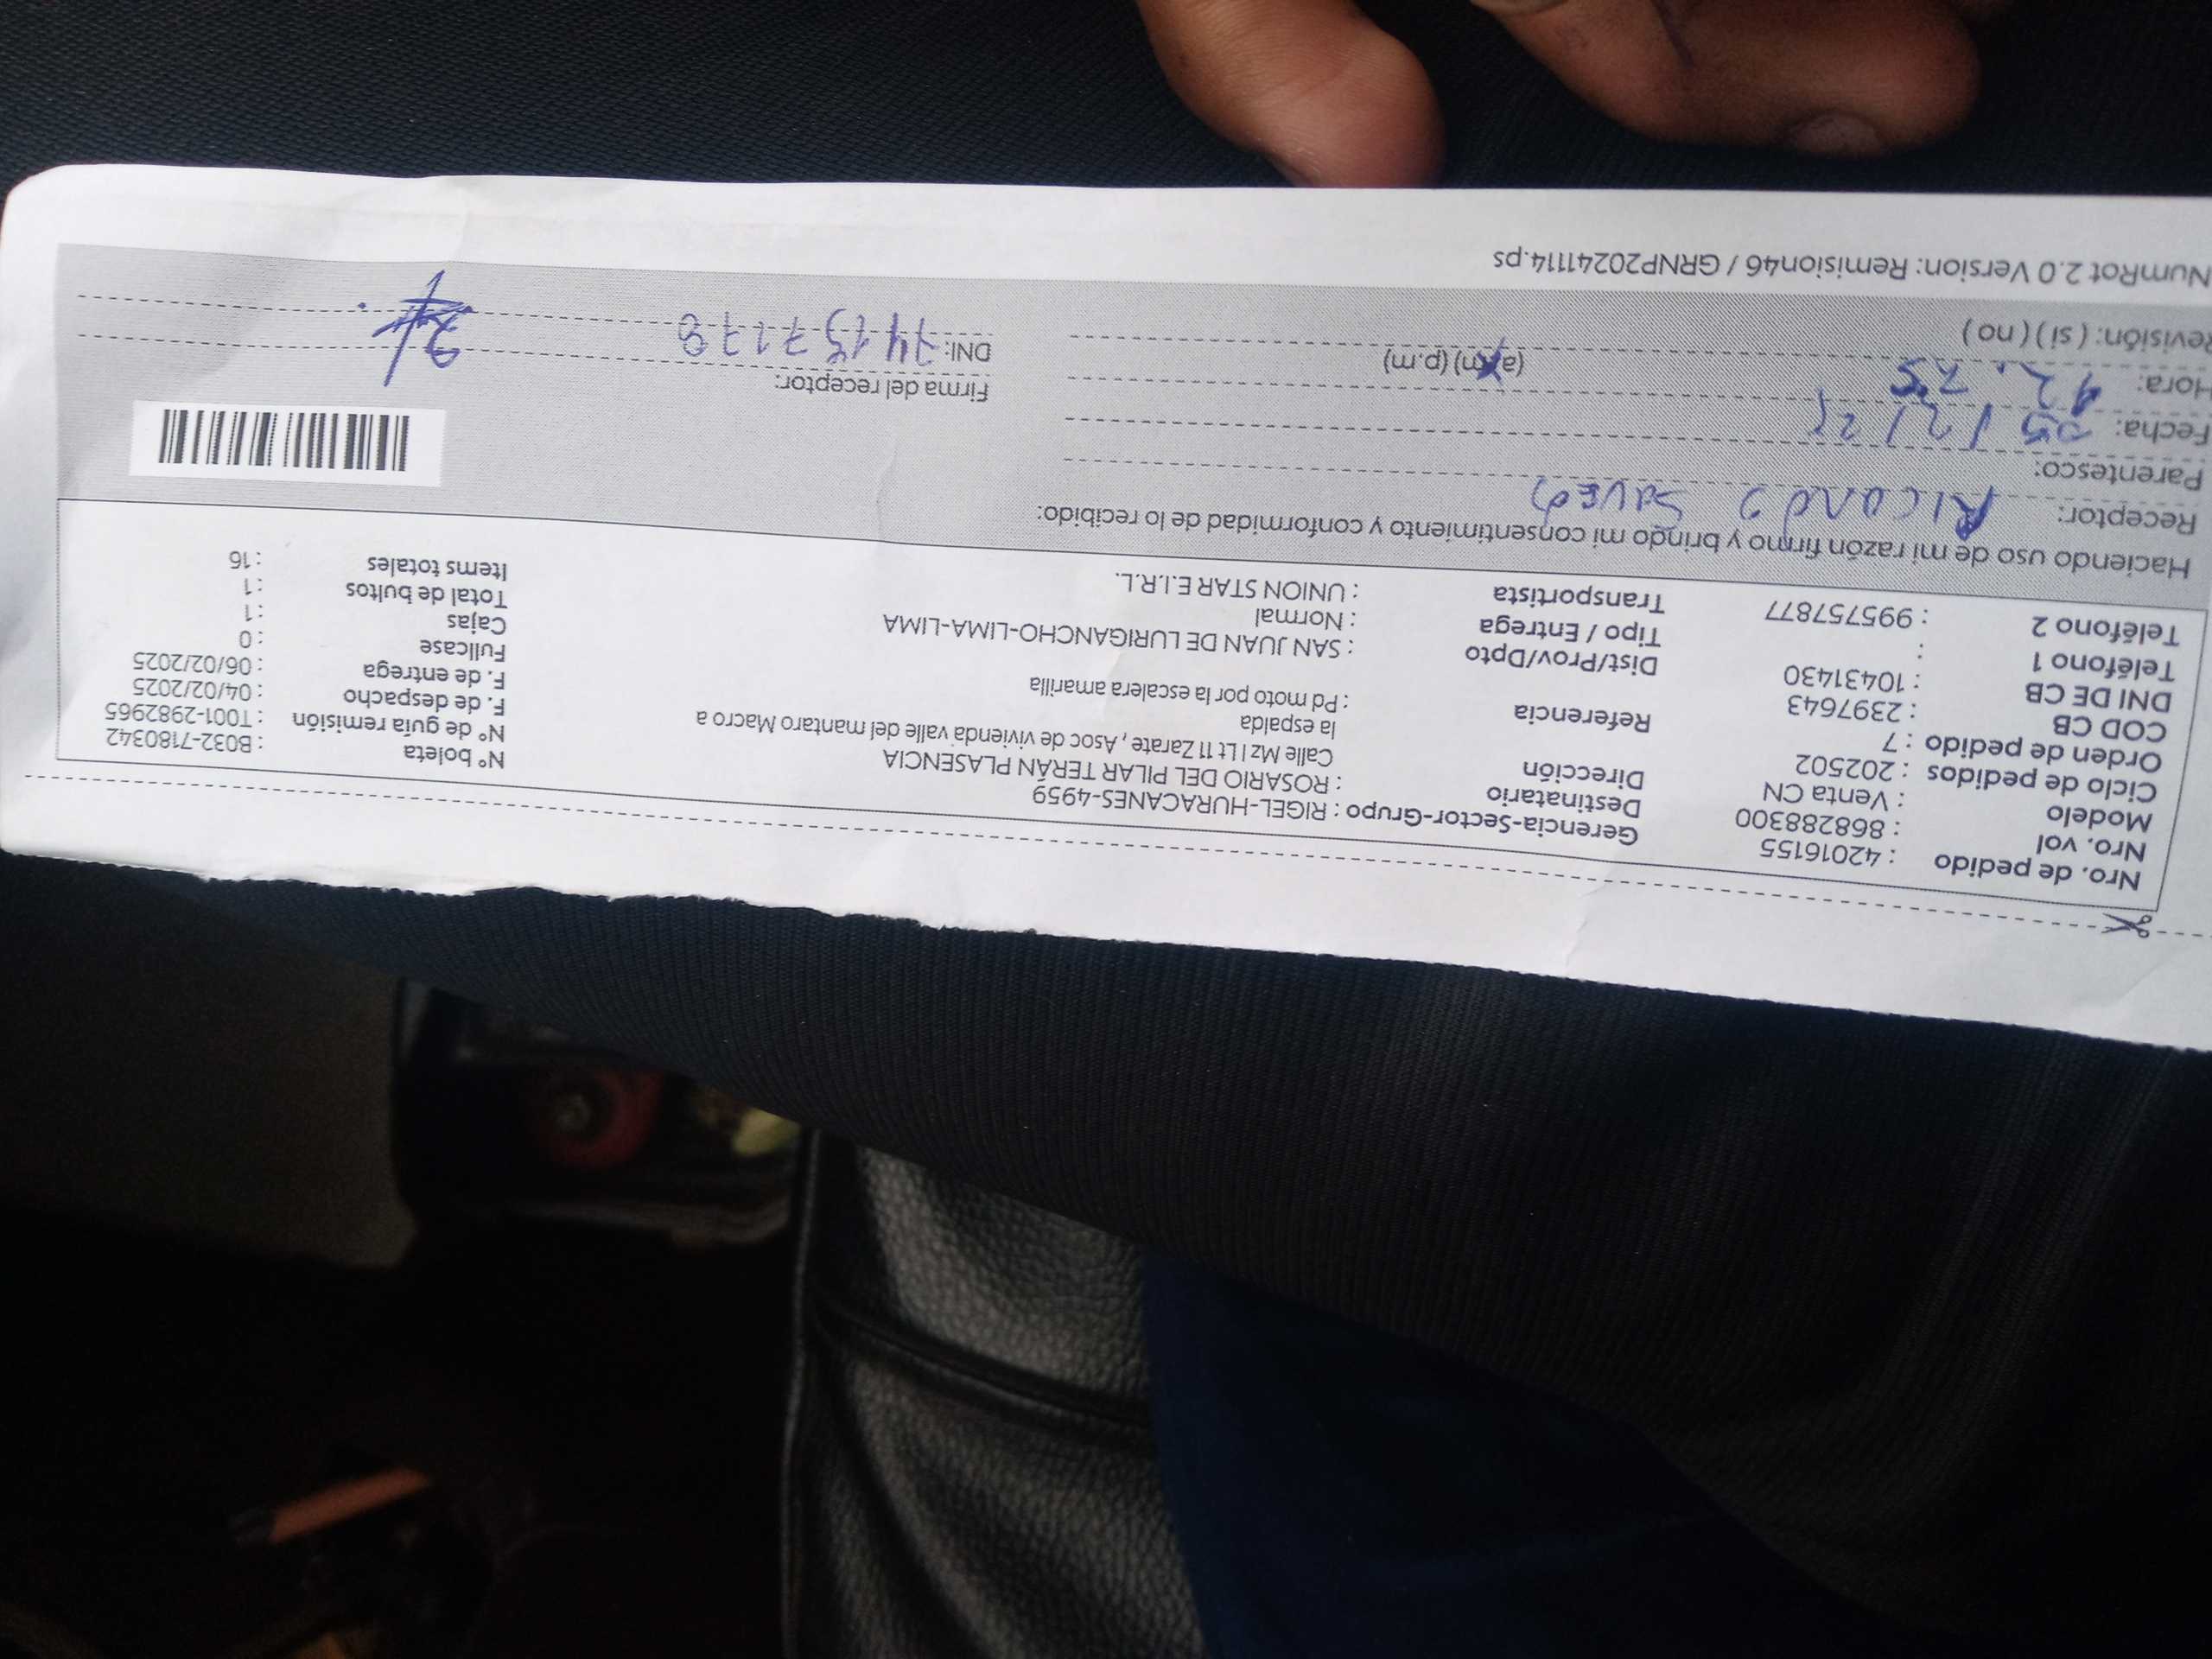 Nro. de pedido : 42016155
Nro. vol : 868288300
Modelo : Venta CN
Ciclo de pedidos : 202502
Orden de pedido : 7
COD CB : 2397643
DNI DE CB : 10431430
Teléfono 1 :
Teléfono 2 : 995757877
Gerencia-Sector-Grupo : RIGEL-HURACANES-4959
Destinatario : ROSARIO DEL PILAR TERÁN PLASENCIA
Dirección Calle Mz I Lt 11 Zarate , Asoc de vivienda valle del mantaro Macro a
la espalda
Referencia : Pd moto por la escalera amarilla
Dist/Prov/Dpto : SAN JUAN DE LURIGANCHO-LIMA-LIMA
Tipo / Entrega : Normal
Transportista : UNION STAR E.I.R.L.
N° boleta : B032-7180342
N° de guía remisión : T001-2982965
F. de despacho : 04/02/2025
F. de entrega : 06/02/2025
Fullcase : 0
Cajas : 1
Total de bultos : 1
Items totales : 16
Haciendo uso de mi razón firmo y brindo mi consentimiento y conformidad de lo recibido:
Receptor:
Parentesco:
Fecha:
Hora: (a.m) (p.m)
Revisión: ( si ) ( no )
Firma del receptor:
DNI:
NumRot 2.0 Version: Remision46 / GRNP20241114.ps